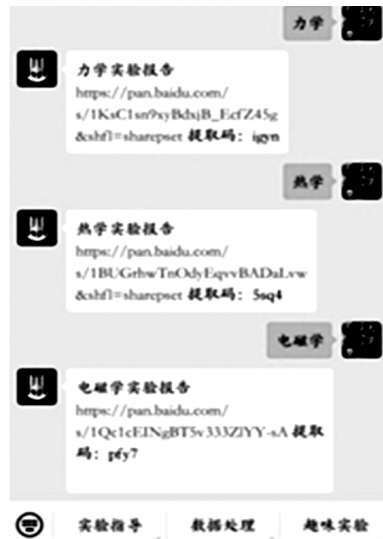 力学
力学实验报告
https://pan.baidu.com/
s/1KsC1sn9xyBdxjB_EcfZ45g
&shfl=sharepset 提取码：igyn
热学
热学实验报告
https://pan.baidu.com/
s/1BUGrhwTnOdyEqvvBADaLvw
&shfl=sharepset 提取码：5sq4
电磁学
电磁学实验报告
https://pan.baidu.com/
s/1Qc1cEINgBT5v333ZlYY-sA 提取
码：p6y7
实验指导 数据处理 趣味实验